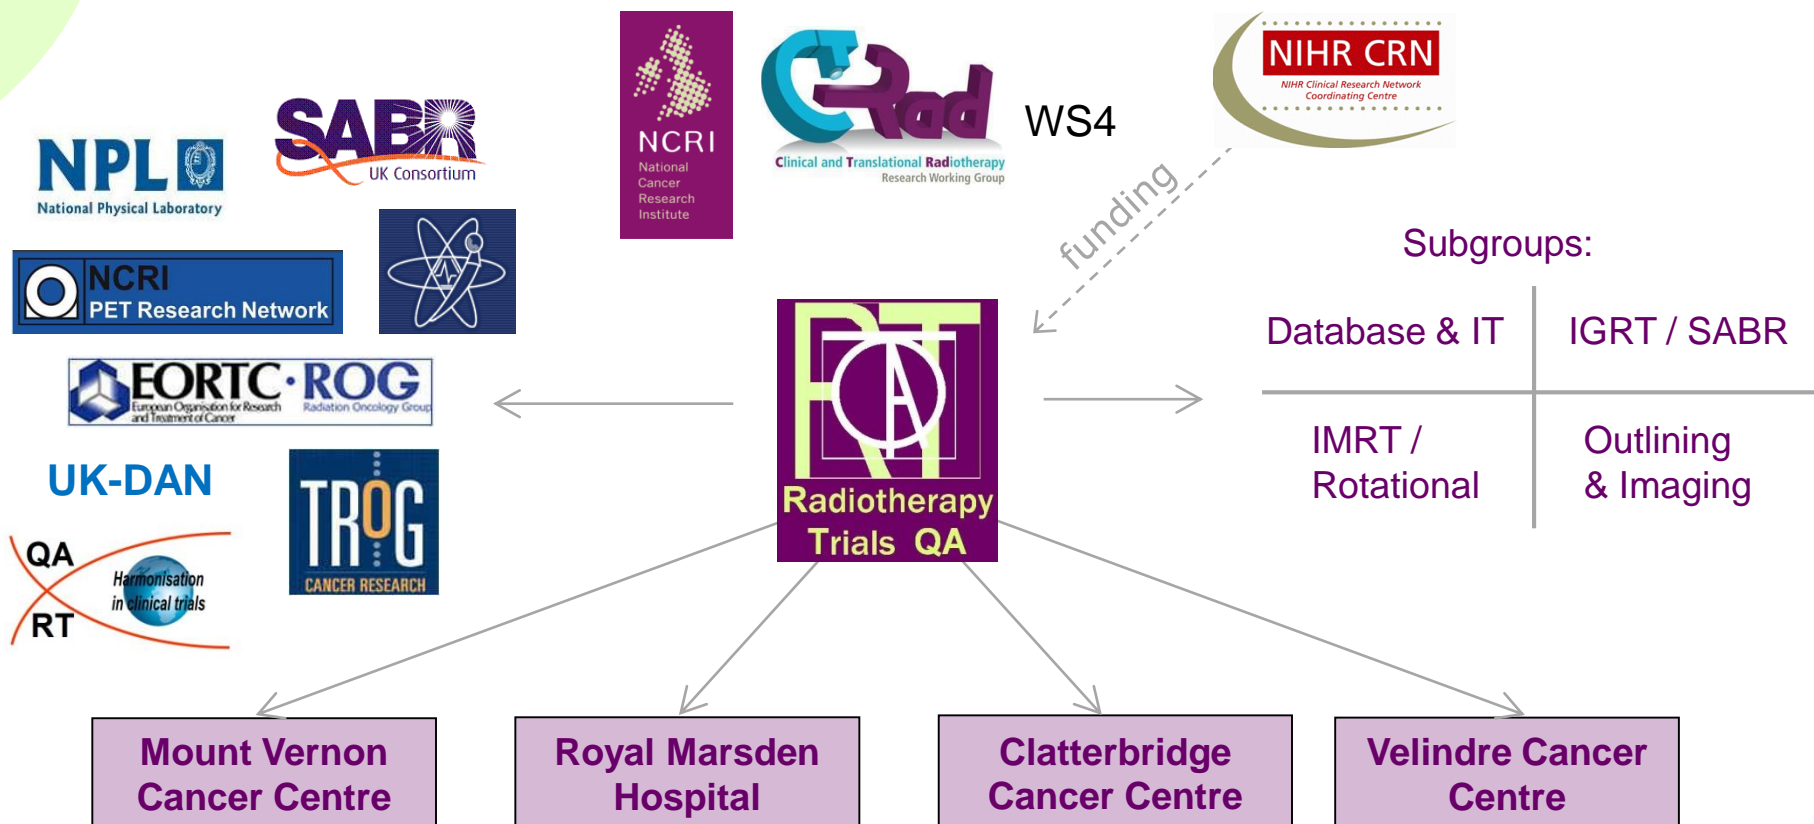 NPL
National Physical Laboratory
SABR
UK Consortium
NCRI
National
Cancer
Research
Institute
CT-Rad
Clinical and Translational Radiotherapy
Research Working Group
WS4
NIHR CRN
NIHR Clinical Research Network
Coordinating Centre
funding
NCRI
PET Research Network
EORTC·ROG
European Organisation for Research
and Treatment of Cancer
Radiation Oncology Group
UK-DAN
TROG
CANCER RESEARCH
QA
RT
Harmonisation
in clinical trials
RT
QA
Radiotherapy
Trials QA
Subgroups:
Database & IT
IGRT / SABR
IMRT /
Rotational
Outlining
& Imaging
Mount Vernon
Cancer Centre
Royal Marsden
Hospital
Clatterbridge
Cancer Centre
Velindre Cancer
Centre